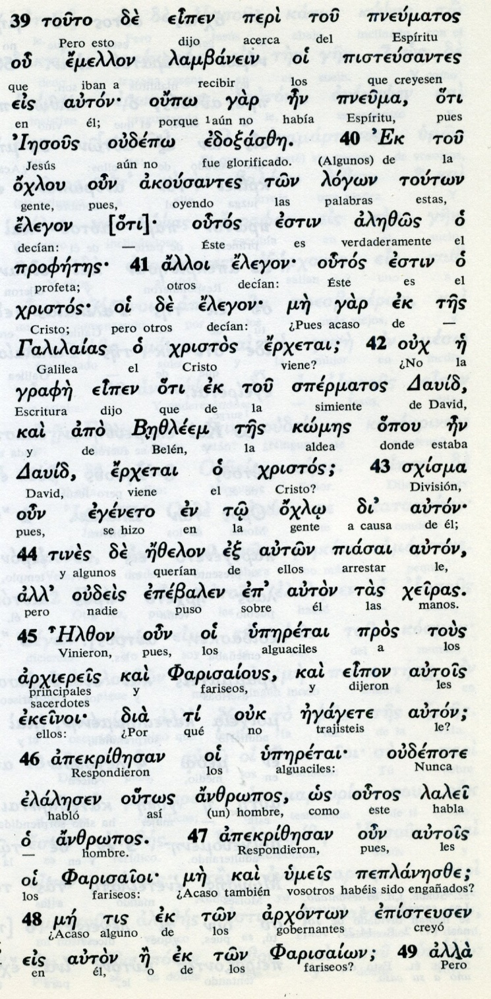 39 τοῦτο δὲ εἶπεν περὶ τοῦ πνεύματος
Pero esto dijo acerca del Espíritu
οὗ ἔμελλον λαμβάνειν οἱ πιστεύσαντες
que iban a recibir los que creyesen
εἰς αὐτόν· οὔπω γὰρ ἦν πνεῦμα, ὅτι
en él; porque ¹aún no había Espíritu, pues
Ἰησοῦς οὐδέπω ἐδοξάσθη. 40 Ἐκ τοῦ
Jesús aún no fue glorificado. (Algunos) de la
ὄχλου οὖν ἀκούσαντες τῶν λόγων τούτων
gente, pues, oyendo las palabras estas,
ἔλεγον [ὅτι]· οὗτός ἐστιν ἀληθῶς ὁ
decían: — Éste es verdaderamente el
προφήτης· 41 ἄλλοι ἔλεγον· οὗτός ἐστιν ὁ
profeta; otros decían: Éste es el
χριστός· οἱ δὲ ἔλεγον· μὴ γὰρ ἐκ τῆς
Cristo; pero otros decían: ¿Pues acaso de —
Γαλιλαίας ὁ χριστὸς ἔρχεται; 42 οὐχ ἡ
Galilea el Cristo viene? ¿No la
γραφὴ εἶπεν ὅτι ἐκ τοῦ σπέρματος Δαυίδ,
Escritura dijo que de la simiente de David,
καὶ ἀπὸ Βηθλέεμ τῆς κώμης ὅπου ἦν
y de Belén, la aldea donde estaba
Δαυίδ, ἔρχεται ὁ χριστός; 43 σχίσμα
David, viene el Cristo? División,
οὖν ἐγένετο ἐν τῷ ὄχλῳ δι’ αὐτόν·
pues, se hizo en la gente a causa de él;
44 τινὲς δὲ ἤθελον ἐξ αὐτῶν πιάσαι αὐτόν,
y algunos querían de ellos arrestar le,
ἀλλ’ οὐδεὶς ἐπέβαλεν ἐπ’ αὐτὸν τὰς χεῖρας.
pero nadie puso sobre él las manos.
45 Ἦλθον οὖν οἱ ὑπηρέται πρὸς τοὺς
Vinieron, pues, los alguaciles a los
ἀρχιερεῖς καὶ Φαρισαίους, καὶ εἶπον αὐτοῖς
principales y fariseos, y dijeron les
sacerdotes
ἐκεῖνοι· διὰ τί οὐκ ἠγάγετε αὐτόν;
ellos: ¿Por qué no trajisteis le?
46 ἀπεκρίθησαν οἱ ὑπηρέται· οὐδέποτε
Respondieron los alguaciles: Nunca
ἐλάλησεν οὕτως ἄνθρωπος, ὡς οὗτος λαλεῖ
habló así (un) hombre, como este habla
ὁ ἄνθρωπος. 47 ἀπεκρίθησαν οὖν αὐτοῖς
— hombre. Respondieron, pues, les
οἱ Φαρισαῖοι· μὴ καὶ ὑμεῖς πεπλάνησθε;
los fariseos: ¿Acaso también vosotros habéis sido engañados?
48 μή τις ἐκ τῶν ἀρχόντων ἐπίστευσεν
¿Acaso alguno de los gobernantes creyó
εἰς αὐτὸν ἢ ἐκ τῶν Φαρισαίων; 49 ἀλλὰ
en él, o de los fariseos? Pero